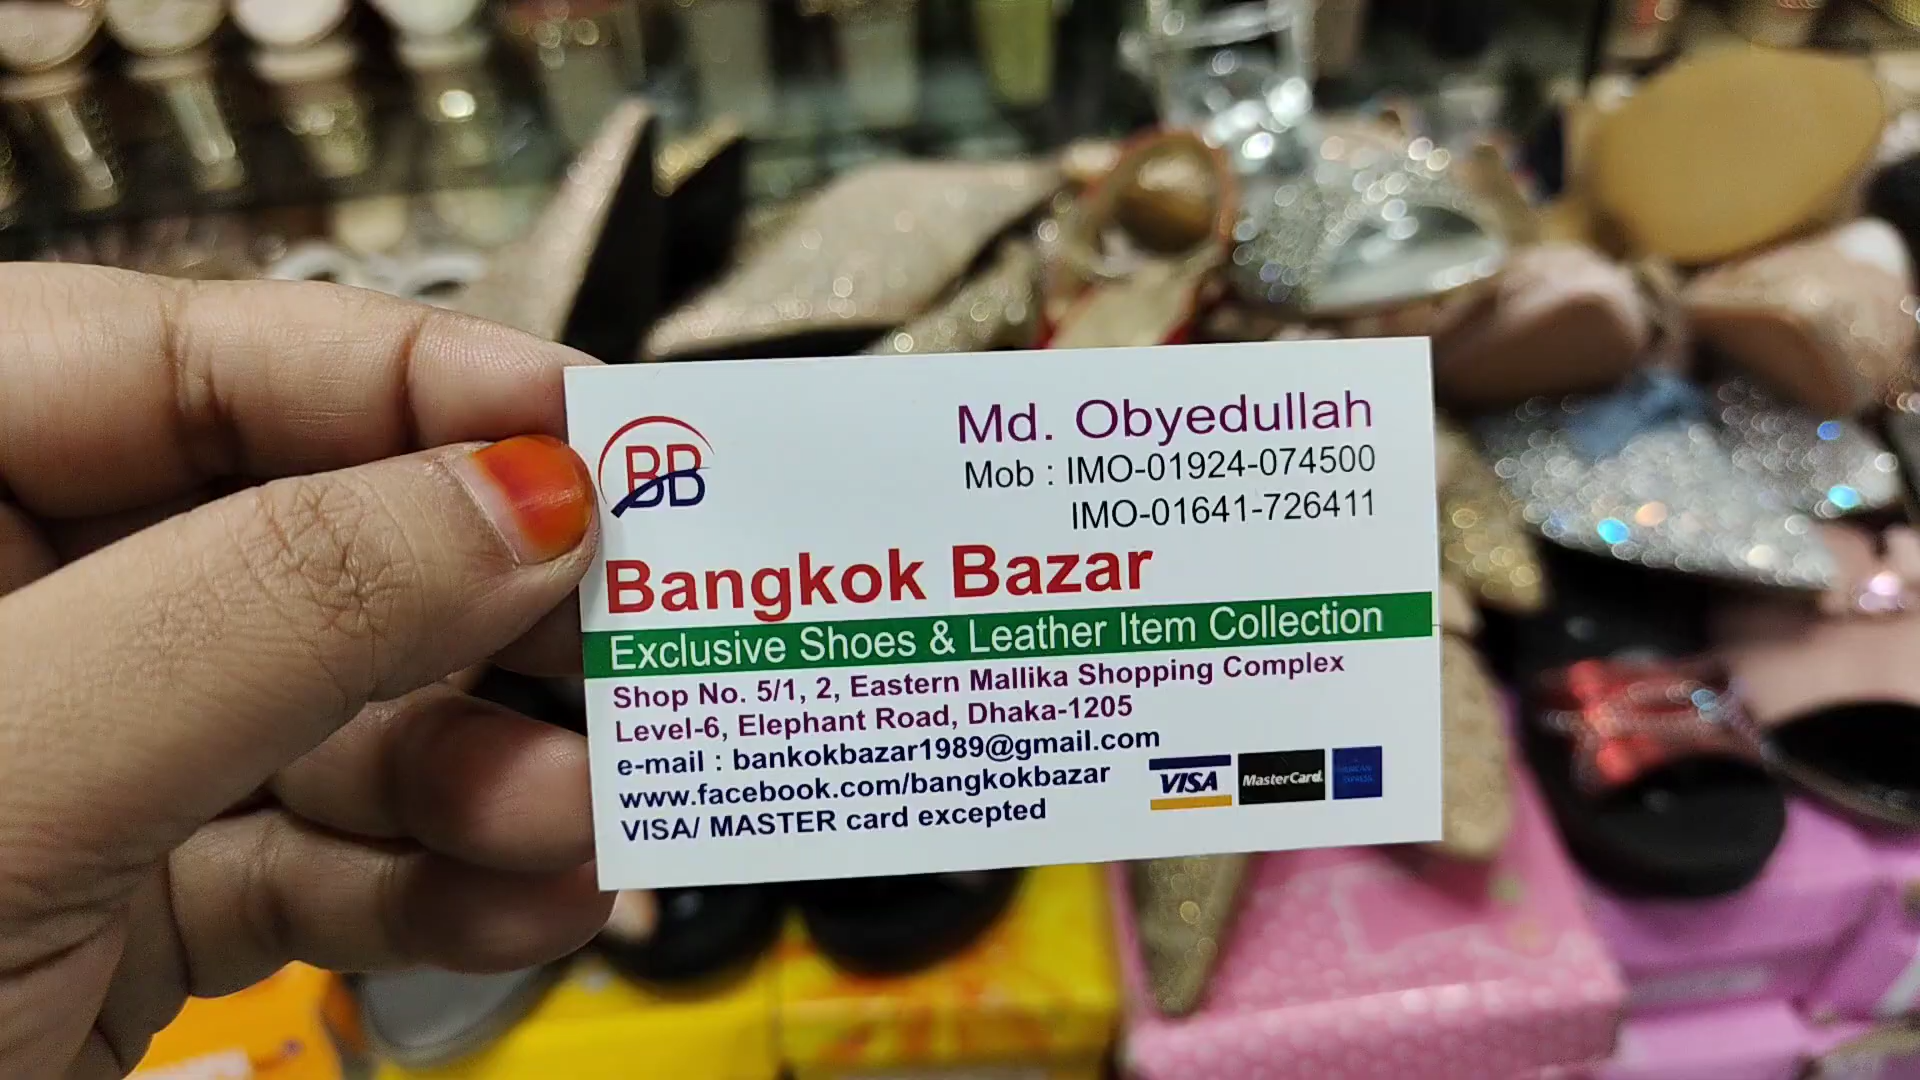 BB
Md. Obyedullah
Mob : IMO-01924-074500
IMO-01641-726411
Bangkok Bazar
Exclusive Shoes & Leather Item Collection
Shop No. 5/1, 2, Eastern Mallika Shopping Complex
Level-6, Elephant Road, Dhaka-1205
e-mail : bankokbazar1989@gmail.com
www.facebook.com/bangkokbazar
VISA/ MASTER card excepted
VISA MasterCard. AMERICAN EXPRESS